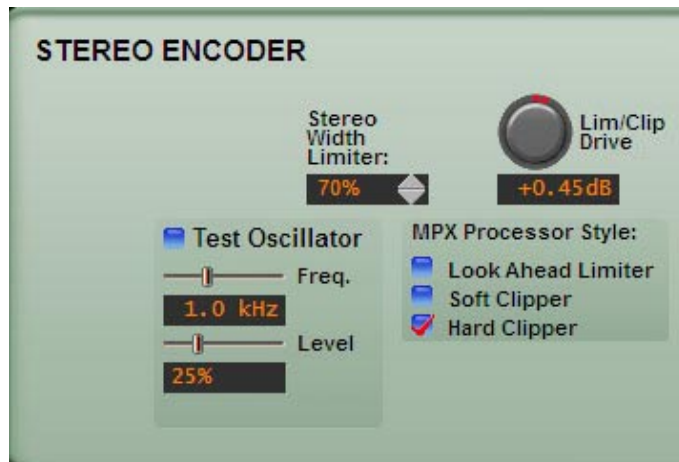 STEREO ENCODER
Stereo
Width
Limiter:
70%
Lim/Clip
Drive
+0.45dB
Test Oscillator
Freq.
1.0 kHz
Level
25%
MPX Processor Style:
Look Ahead Limiter
Soft Clipper
Hard Clipper